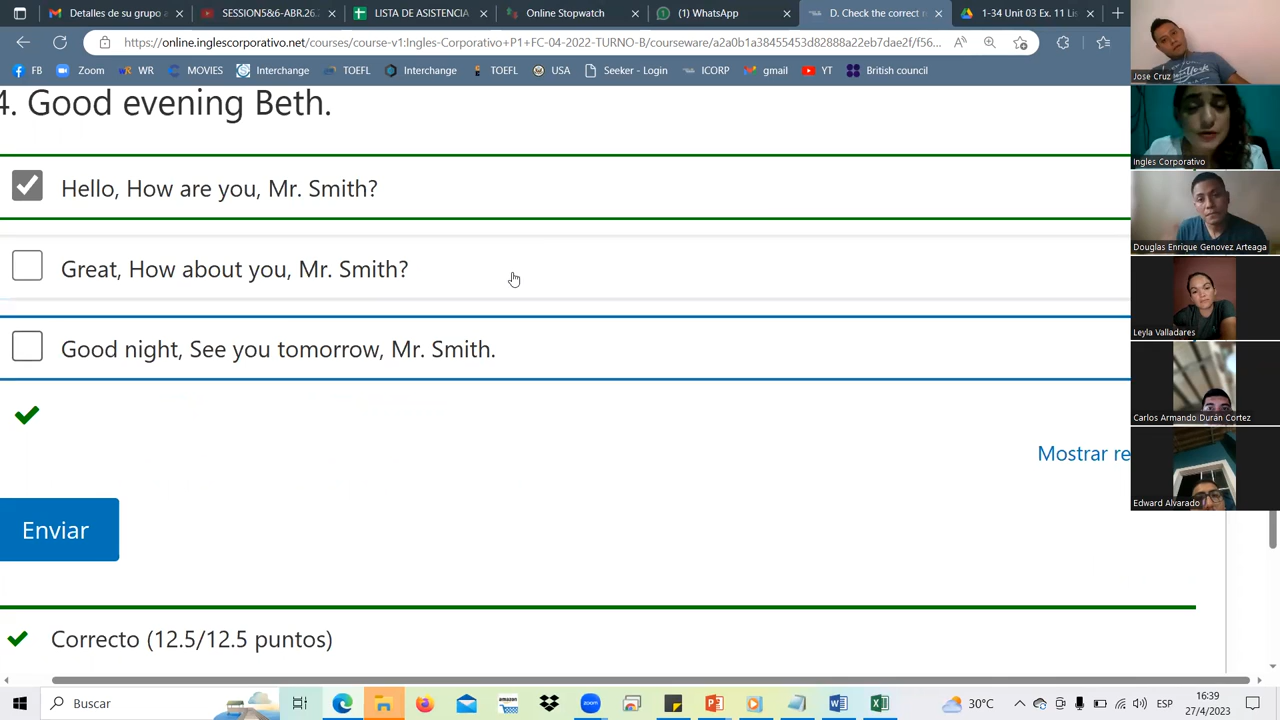 Detalles de su grupo a
SESSION5&6-ABR.26.
LISTA DE ASISTENCIA
Online Stopwatch
(1) WhatsApp
D. Check the correct r
1-34 Unit 03 Ex. 11 Lis
https://online.inglescorporativo.net/courses/course-v1:Ingles-Corporativo+P1+FC-04-2022-TURNO-B/courseware/a2a0b1a38455453d82888a22eb7dae2f/f56...
FB
Zoom
WR
MOVIES
Interchange
TOEFL
Interchange
TOEFL
USA
Seeker - Login
ICORP
gmail
YT
British council
4. Good evening Beth.
Hello, How are you, Mr. Smith?
Great, How about you, Mr. Smith?
Good night, See you tomorrow, Mr. Smith.
Mostrar re
Enviar
Correcto (12.5/12.5 puntos)
Jose Cruz
Ingles Corporativo
Douglas Enrique Genovez Arteaga
Leyla Valladares
Carlos Armando Durán Cortez
Edward Alvarado
Buscar
amazon
zoom
30°C
ESP
16:39
27/4/2023